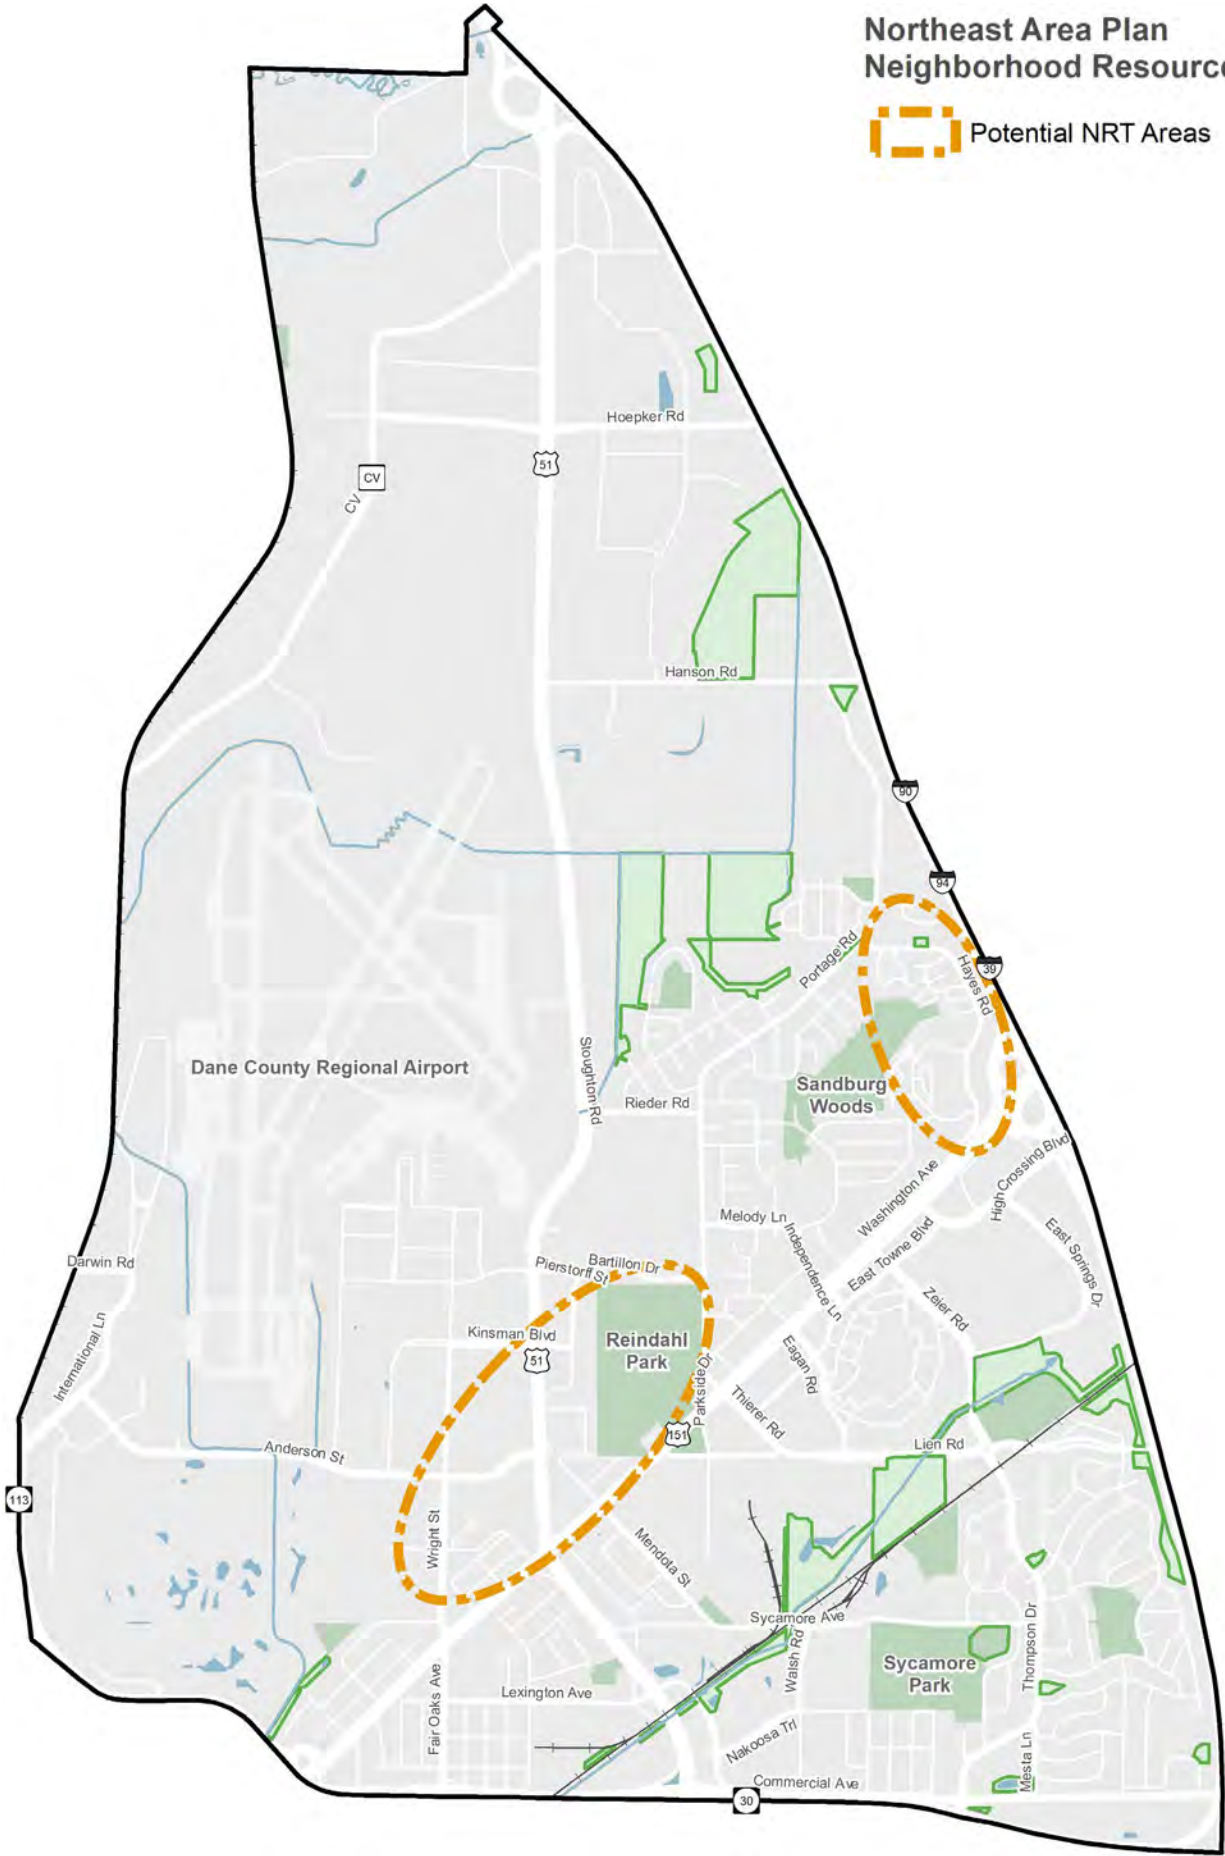 Northeast Area Plan
Neighborhood Resource
Potential NRT Areas
Hoepker Rd
51
CV
CV
Hanson Rd
90
94
Portage Rd
39
Hayes Rd
Dane County Regional Airport
Stoughton Rd
Rieder Rd
Sandburg
Woods
Washington Ave
High Crossing Blvd
Melody Ln
Independence Ln
East Towne Blvd
East Springs Dr
Darwin Rd
Bartillon Dr
Pierstorff St
Zeier Rd
International Ln
Kinsman Blvd
51
Reindahl
Park
Eagan Rd
Parkside Dr
Thierer Rd
151
Anderson St
Lien Rd
113
Wright St
Mendota St
Sycamore Ave
Walsh Rd
Thompson Dr
Sycamore
Park
Fair Oaks Ave
Lexington Ave
Nakoosa Trl
Mesta Ln
Commercial Ave
30